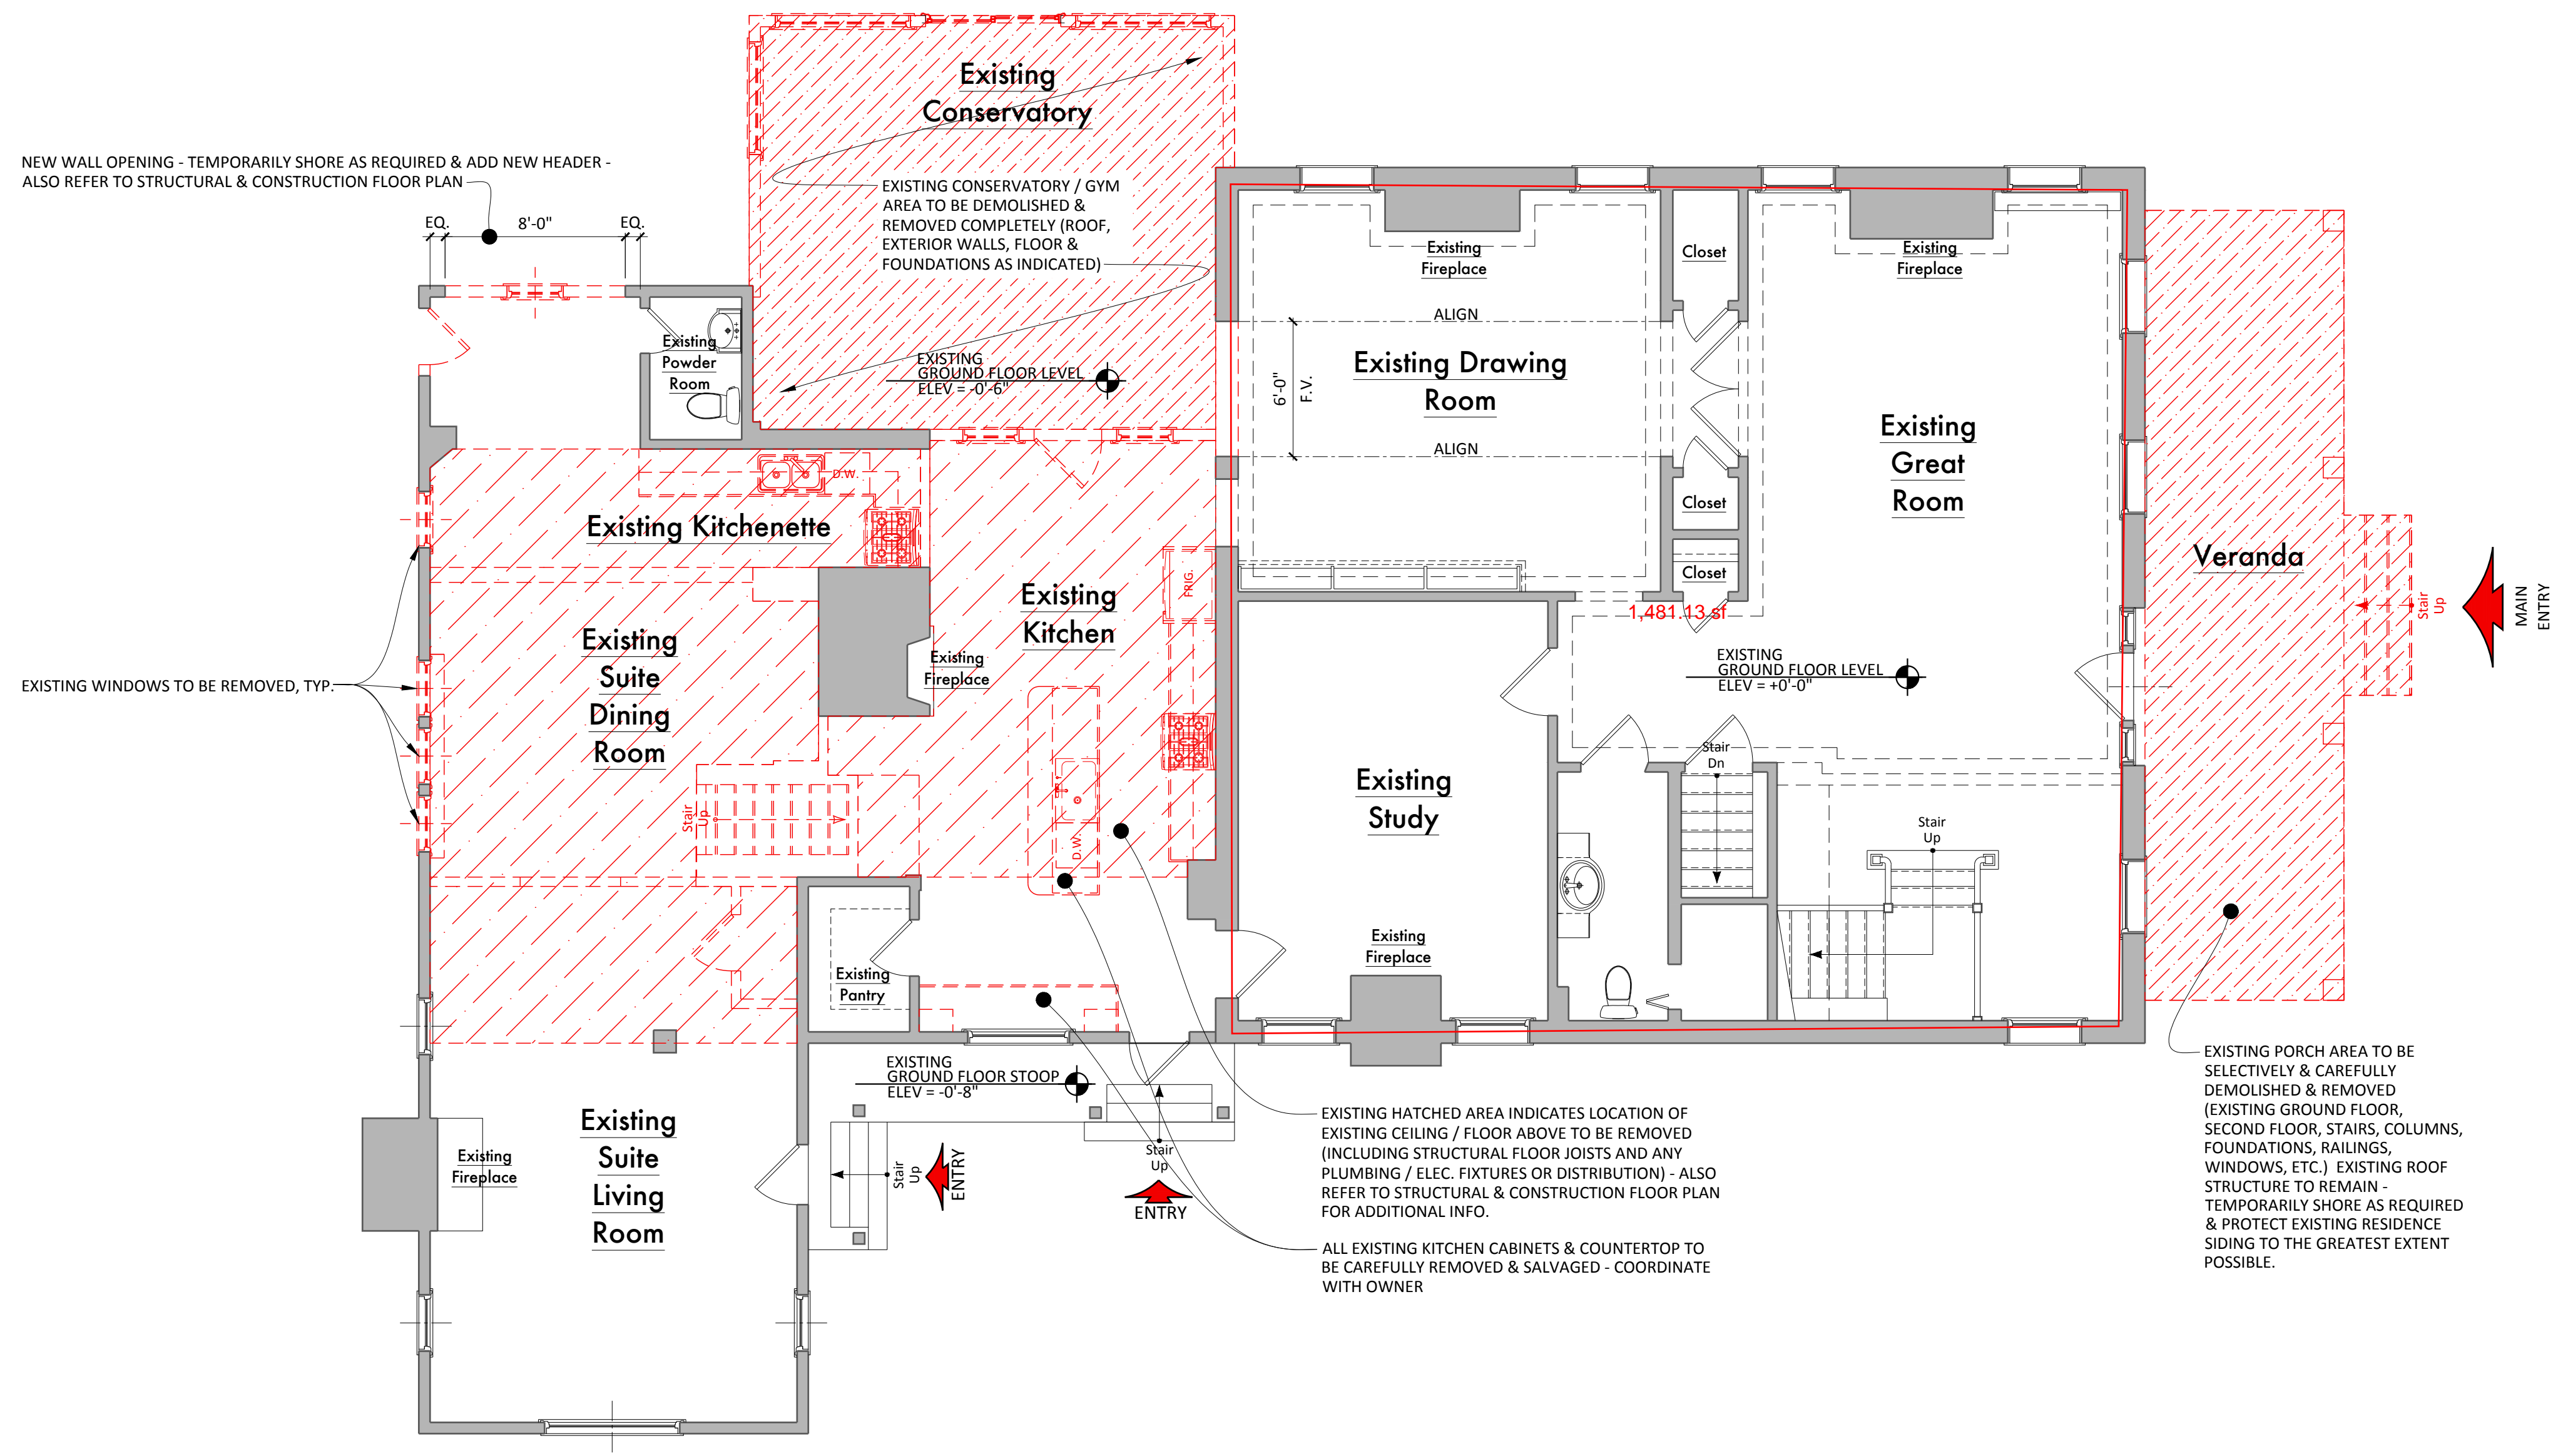 Existing
Conservatory
NEW WALL OPENING - TEMPORARILY SHORE AS REQUIRED & ADD NEW HEADER -
ALSO REFER TO STRUCTURAL & CONSTRUCTION FLOOR PLAN
EQ.
8'-0"
EQ.
EXISTING CONSERVATORY / GYM
AREA TO BE DEMOLISHED &
REMOVED COMPLETELY (ROOF,
EXTERIOR WALLS, FLOOR &
FOUNDATIONS AS INDICATED)
Existing
Powder
Room
EXISTING
GROUND FLOOR LEVEL
ELEV = -0'-6"
Existing
Fireplace
ALIGN
6'-0"
F.V.
Existing Drawing
Room
ALIGN
Closet
Closet
Closet
Existing
Fireplace
Existing
Great
Room
1,481.13 sf
EXISTING
GROUND FLOOR LEVEL
ELEV = +0'-0"
Veranda
Stair
Up
MAIN
ENTRY
D.W.
Existing Kitchenette
FRIG.
Existing
Kitchen
Existing
Fireplace
Existing
Suite
Dining
Room
EXISTING WINDOWS TO BE REMOVED, TYP.
Stair
Up
D.W.
Existing
Study
Existing
Fireplace
Stair
Dn
Stair
Up
Existing
Pantry
EXISTING
GROUND FLOOR STOOP
ELEV = -0'-8"
Existing
Suite
Living
Room
Existing
Fireplace
Stair
Up
ENTRY
Stair
Up
ENTRY
EXISTING HATCHED AREA INDICATES LOCATION OF
EXISTING CEILING / FLOOR ABOVE TO BE REMOVED
(INCLUDING STRUCTURAL FLOOR JOISTS AND ANY
PLUMBING / ELEC. FIXTURES OR DISTRIBUTION) - ALSO
REFER TO STRUCTURAL & CONSTRUCTION FLOOR PLAN
FOR ADDITIONAL INFO.
ALL EXISTING KITCHEN CABINETS & COUNTERTOP TO
BE CAREFULLY REMOVED & SALVAGED - COORDINATE
WITH OWNER
EXISTING PORCH AREA TO BE
SELECTIVELY & CAREFULLY
DEMOLISHED & REMOVED
(EXISTING GROUND FLOOR,
SECOND FLOOR, STAIRS, COLUMNS,
FOUNDATIONS, RAILINGS,
WINDOWS, ETC.) EXISTING ROOF
STRUCTURE TO REMAIN -
TEMPORARILY SHORE AS REQUIRED
& PROTECT EXISTING RESIDENCE
SIDING TO THE GREATEST EXTENT
POSSIBLE.